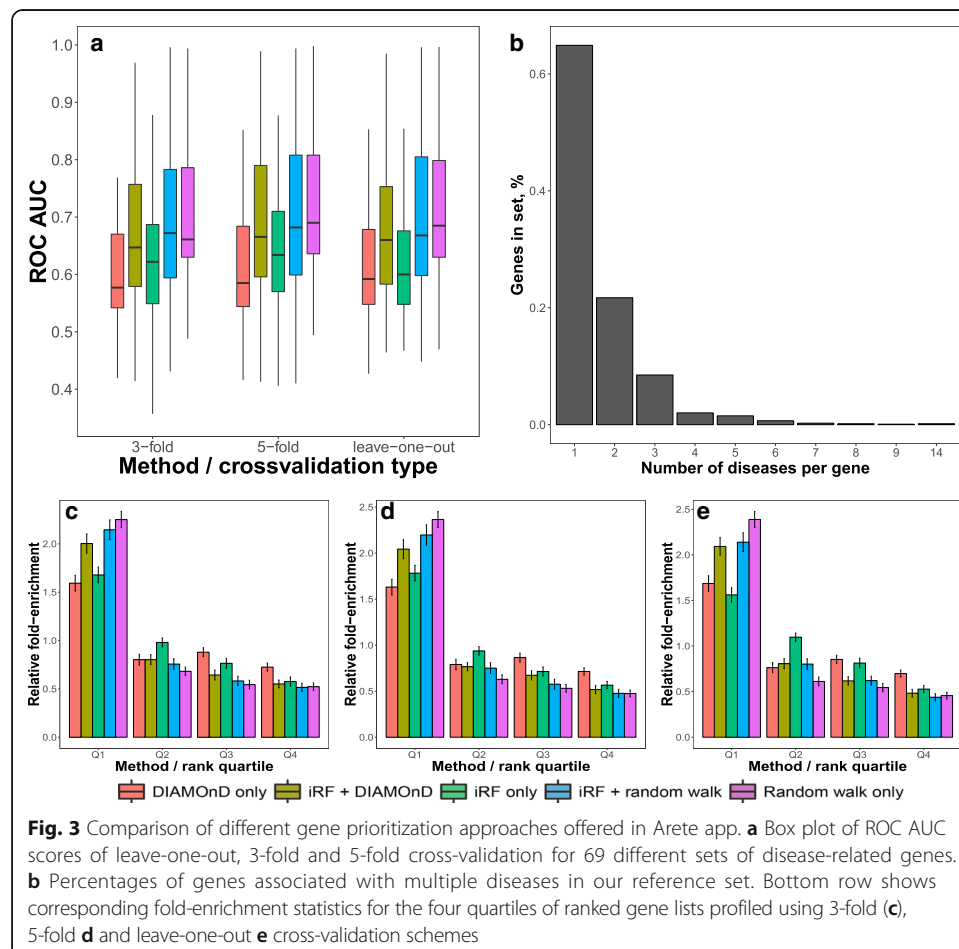 a
ROC AUC
1.0
0.9
0.8
0.7
0.6
0.5
0.4
3-fold 5-fold leave-one-out
Method / crossvalidation type
b
Genes in set, %
0.6
0.4
0.2
0.0
1 2 3 4 5 6 7 8 9 14
Number of diseases per gene
c
Relative fold-enrichment
2.0
1.5
1.0
0.5
0.0
Q1 Q2 Q3 Q4
Method / rank quartile
d
Relative fold-enrichment
2.5
2.0
1.5
1.0
0.5
0.0
Q1 Q2 Q3 Q4
Method / rank quartile
e
Relative fold-enrichment
2.5
2.0
1.5
1.0
0.5
0.0
Q1 Q2 Q3 Q4
Method / rank quartile
DIAMOnD only iRF + DIAMOnD iRF only iRF + random walk Random walk only
Fig. 3 Comparison of different gene prioritization approaches offered in Arete app. a Box plot of ROC AUC
scores of leave-one-out, 3-fold and 5-fold cross-validation for 69 different sets of disease-related genes.
b Percentages of genes associated with multiple diseases in our reference set. Bottom row shows
corresponding fold-enrichment statistics for the four quartiles of ranked gene lists profiled using 3-fold (c),
5-fold d and leave-one-out e cross-validation schemes